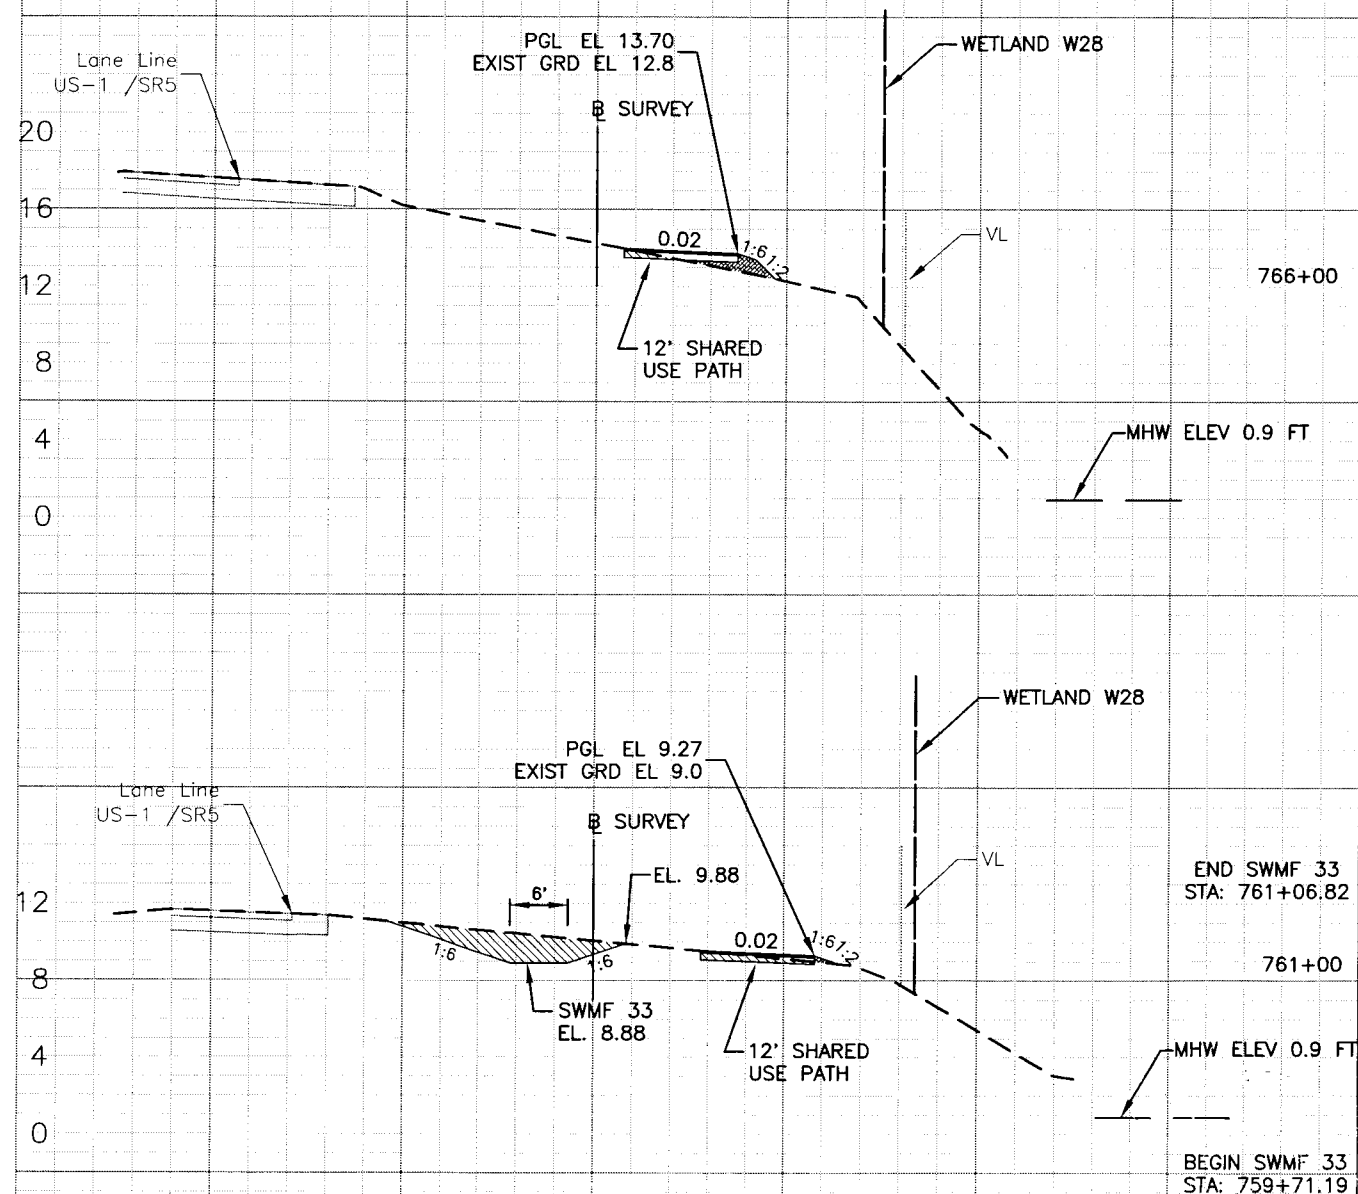 PGL EL 13.70
EXIST GRD EL 12.8
WETLAND W28
Lane Line
US-1 /SR5
B SURVEY
20
16
0.02
1:6
1:2
VL
12
766+00
8
12' SHARED
USE PATH
4
MHW ELEV 0.9 FT
0
WETLAND W28
PGL EL 9.27
EXIST GRD EL 9.0
Lane Line
US-1 /SR5
B SURVEY
VL
END SWMF 33
STA: 761+06.82
EL. 9.88
12
6'
0.02
1:6
1:2
1:6
1:6
761+00
8
SWMF 33
EL. 8.88
12' SHARED
USE PATH
4
MHW ELEV 0.9 FT
0
BEGIN SWMF 33
STA: 759+71.19